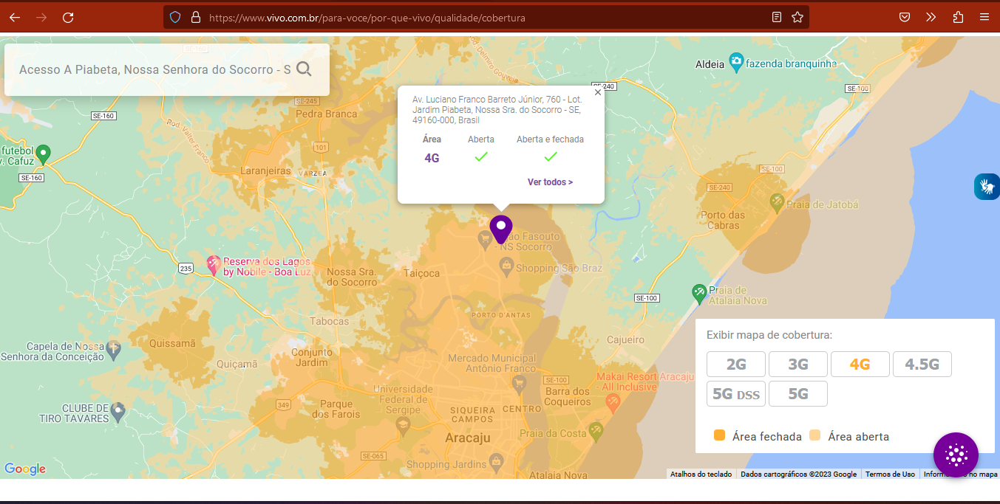 https://www.vivo.com.br/para-voce/por-que-vivo/qualidade/cobertura
Acesso A Piabeta, Nossa Senhora do Socorro - S
SE-160
Aldeia
fazenda branquinha
SE-240
SE-100
Av. Luciano Franco Barreto Júnior, 760 - Lot.
Jardim Piabeta, Nossa Sra. do Socorro - SE,
49160-000, Brasil
Área
Aberta
Aberta e fechada
4G
Ver todos >
Rod. Delmiro Gouveia
SE-245
Pedra Branca
SE-160
Rod. Valter Franco
101
futebol
v. Cafuz
Laranjeiras
VARZEA
SE-160
SE-100
SE-240
Praia de Jatobá
Porto das
Cabras
ão Fasouto
- NS Socorro
Shopping São Braz
235
Reserva dos Lagos
by Nobile - Boa Luz
Nossa Sra.
do Socorro
Taiçoca
SE-100
Praia de
Atalaia Nova
PORTO D'ANTAS
Tabocas
Capela de Nossa
Senhora da Conceição
Quissamã
Quiçamã
Conjunto
Jardim
Cajueiro
Mercado Municipal
Antônio Franco
SE-100
Makai Resort Aracaju
- All Inclusive
Barra dos
Coqueiros
Universidade
Federal de
Sergipe
349
Parque
dos Farois
CLUBE DE
TIRO TAVARES
SIQUEIRA
CAMPOS
CENTRO
Praia da Costa
Aracaju
SE-065
Shopping Jardins
Atalaia Nova
Exibir mapa de cobertura:
2G
3G
4G
4.5G
5G DSS
5G
Área fechada
Área aberta
Google
Atalhos do teclado
Dados cartográficos ©2023 Google
Termos de Uso
no mapa